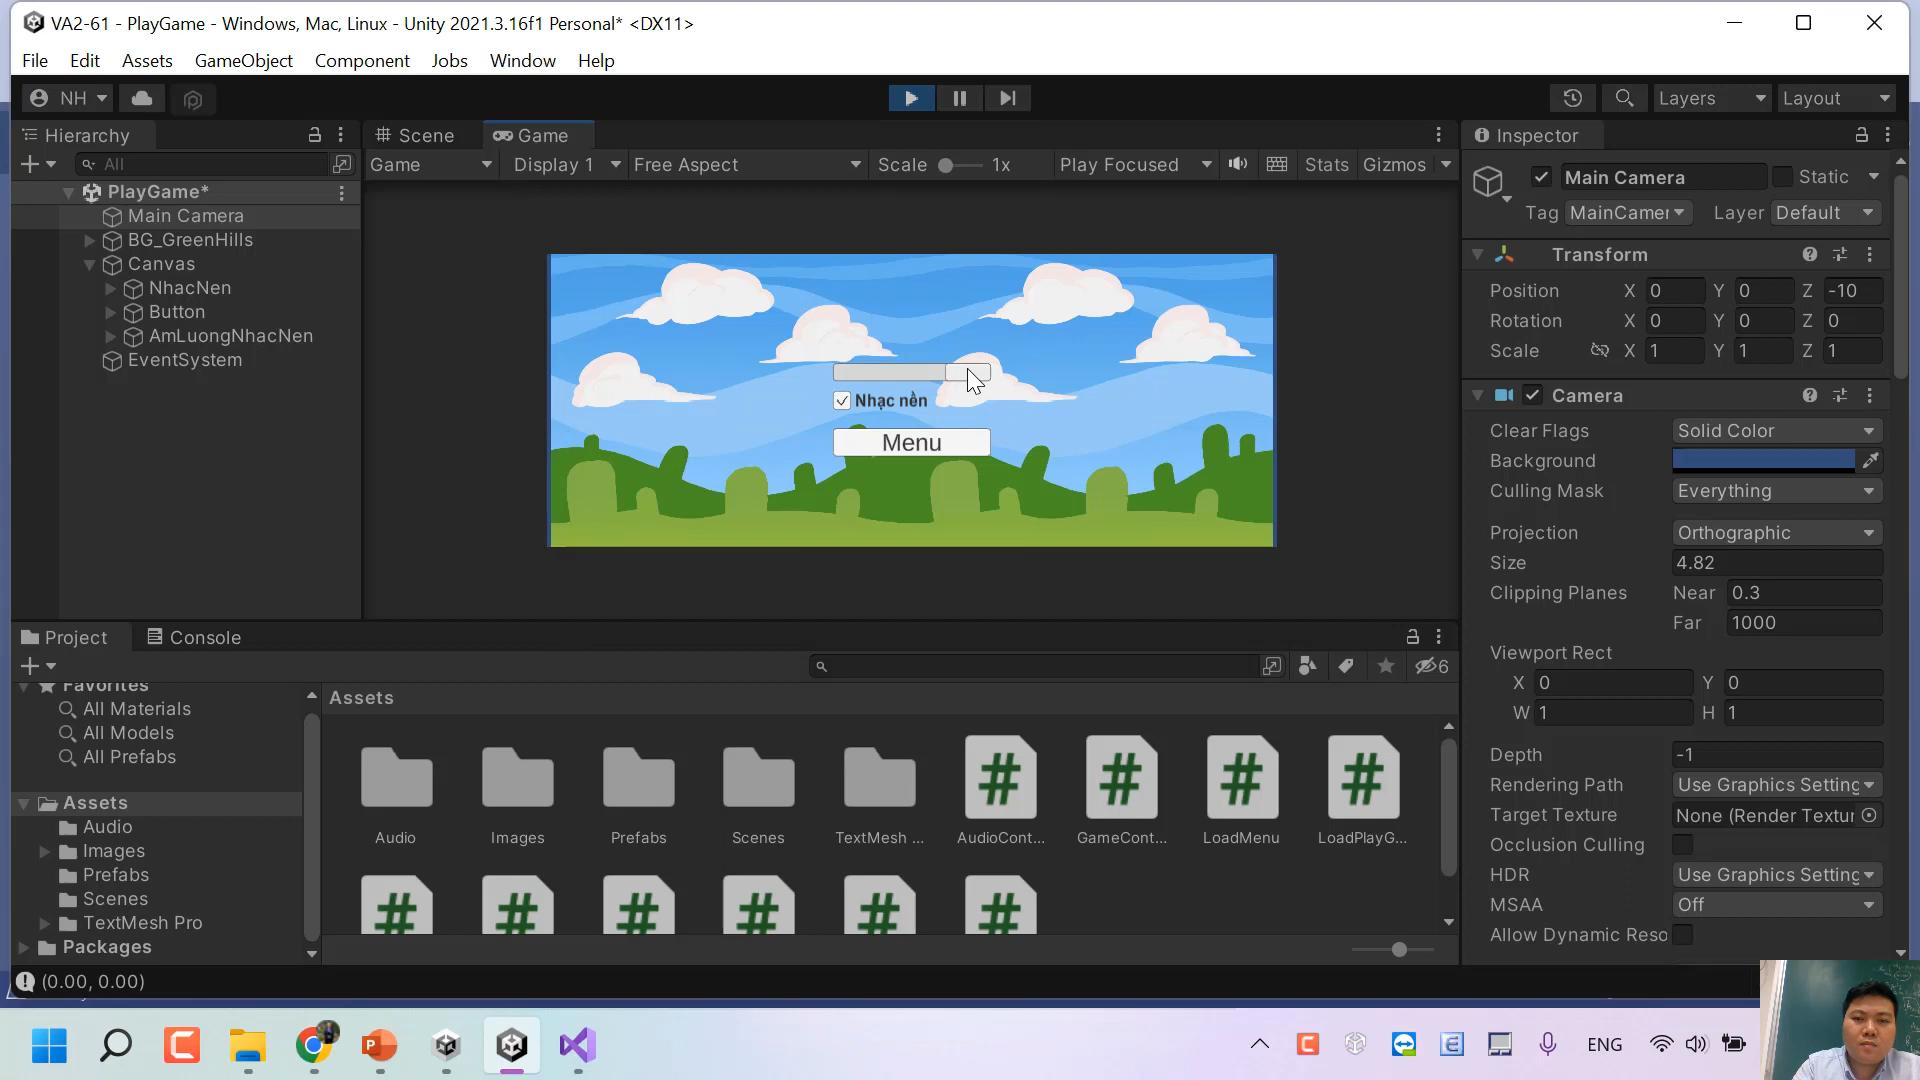 VA2-61 - PlayGame - Windows, Mac, Linux - Unity 2021.3.16f1 Personal* <DX11>
File Edit Assets GameObject Component Jobs Window Help
NH Layers Layout
Hierarchy Scene Game Inspector
All Game Display 1 Free Aspect Scale 1x Play Focused Stats Gizmos
PlayGame*
Main Camera
BG_GreenHills
Canvas
NhacNen
Button
AmLuongNhacNen
EventSystem
Nhạc nền
Menu
Main Camera Static
Tag MainCamer Layer Default
Transform
Position X 0 Y 0 Z -10
Rotation X 0 Y 0 Z 0
Scale X 1 Y 1 Z 1
Camera
Clear Flags Solid Color
Background
Culling Mask Everything
Projection Orthographic
Size 4.82
Clipping Planes Near 0.3
Far 1000
Viewport Rect
X 0 Y 0
W 1 H 1
Depth -1
Rendering Path Use Graphics Setting
Target Texture None (Render Textur
Occlusion Culling
HDR Use Graphics Setting
MSAA Off
Allow Dynamic Reso
Project Console
6
Favorites
All Materials
All Models
All Prefabs
Assets
Audio
Images
Prefabs
Scenes
TextMesh Pro
Packages
Assets
Audio Images Prefabs Scenes TextMesh ... AudioCont... GameCont... LoadMenu LoadPlayG...
(0.00, 0.00)
ENG